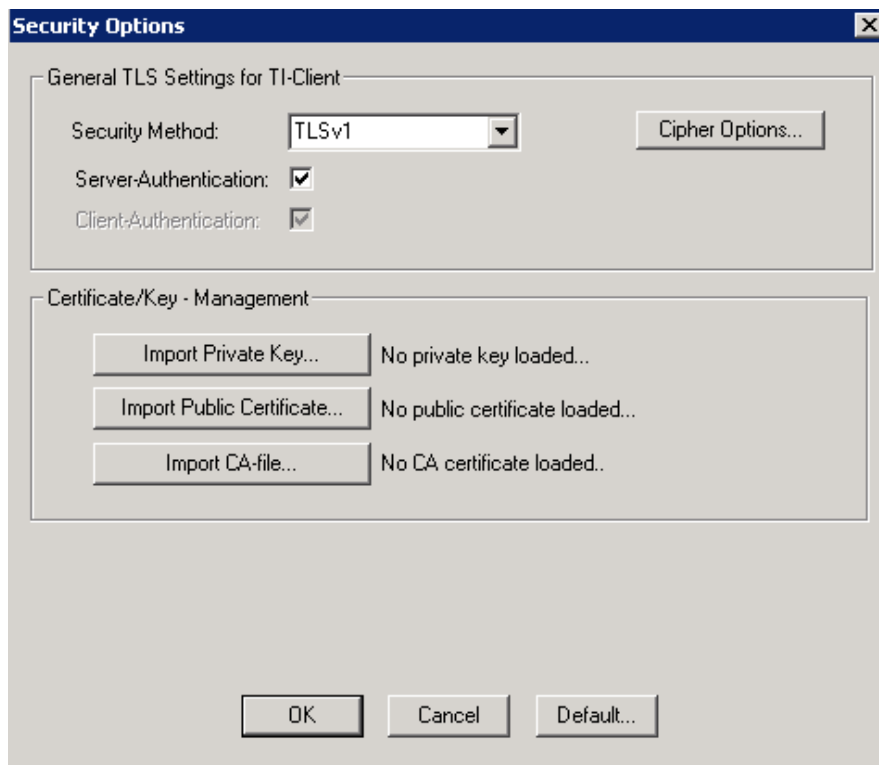 Security Options
General TLS Settings for TI-Client
Security Method: TLSv1 Cipher Options...
Server-Authentication:
Client-Authentication:
Certificate/Key - Management
Import Private Key... No private key loaded...
Import Public Certificate... No public certificate loaded...
Import CA-file... No CA certificate loaded..
OK Cancel Default...